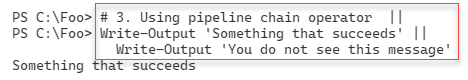 PS C:\Foo> # 3. Using pipeline chain operator  ||
PS C:\Foo> Write-Output 'Something that succeeds' ||
             Write-Output 'You do not see this message'
Something that succeeds